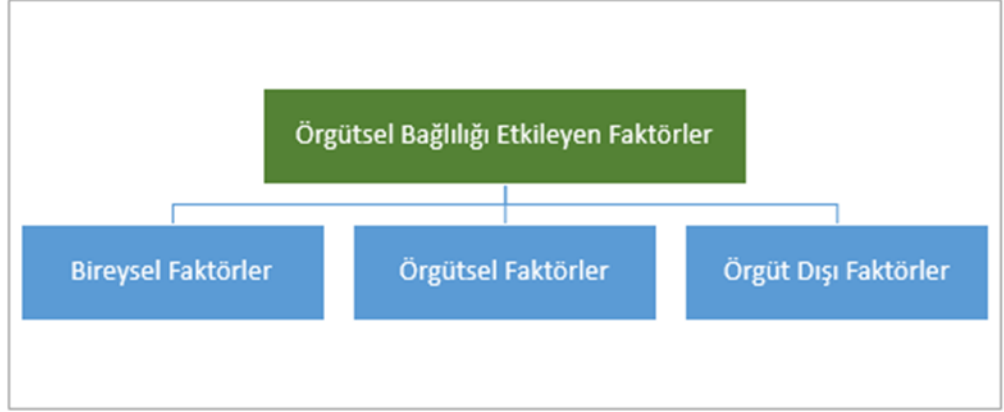 Örgütsel Bağlılığı Etkileyen Faktörler
Bireysel Faktörler
Örgütsel Faktörler
Örgüt Dışı Faktörler